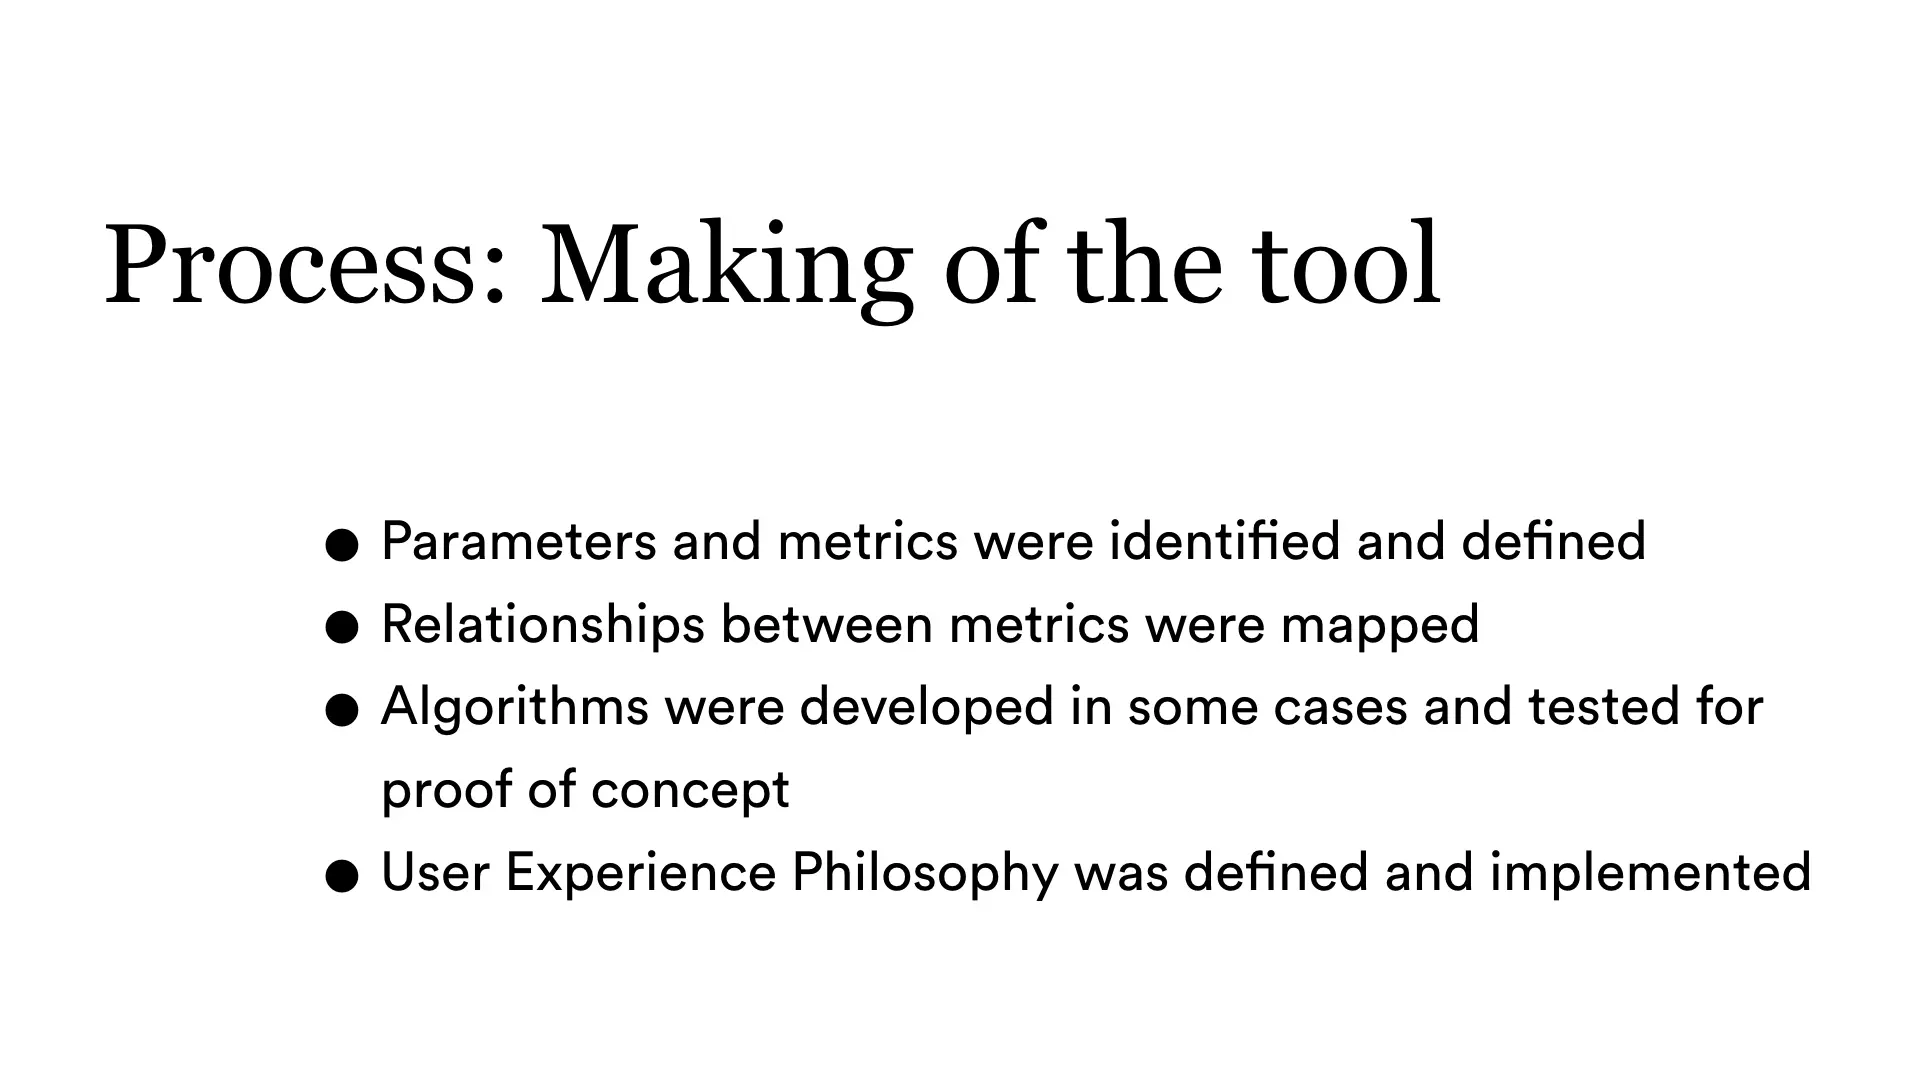 Process: Making of the tool
● Parameters and metrics were identified and defined
● Relationships between metrics were mapped
● Algorithms were developed in some cases and tested for
proof of concept
● User Experience Philosophy was defined and implemented